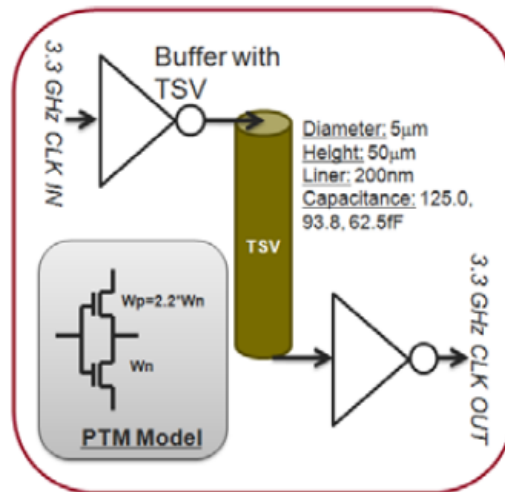 3.3 GHz CLK IN
Buffer with
TSV
Diameter: 5µm
Height: 50µm
Liner: 200nm
Capacitance: 125.0,
93.8, 62.5fF
TSV
Wp=2.2*Wn
Wn
PTM Model
3.3 GHz CLK OUT